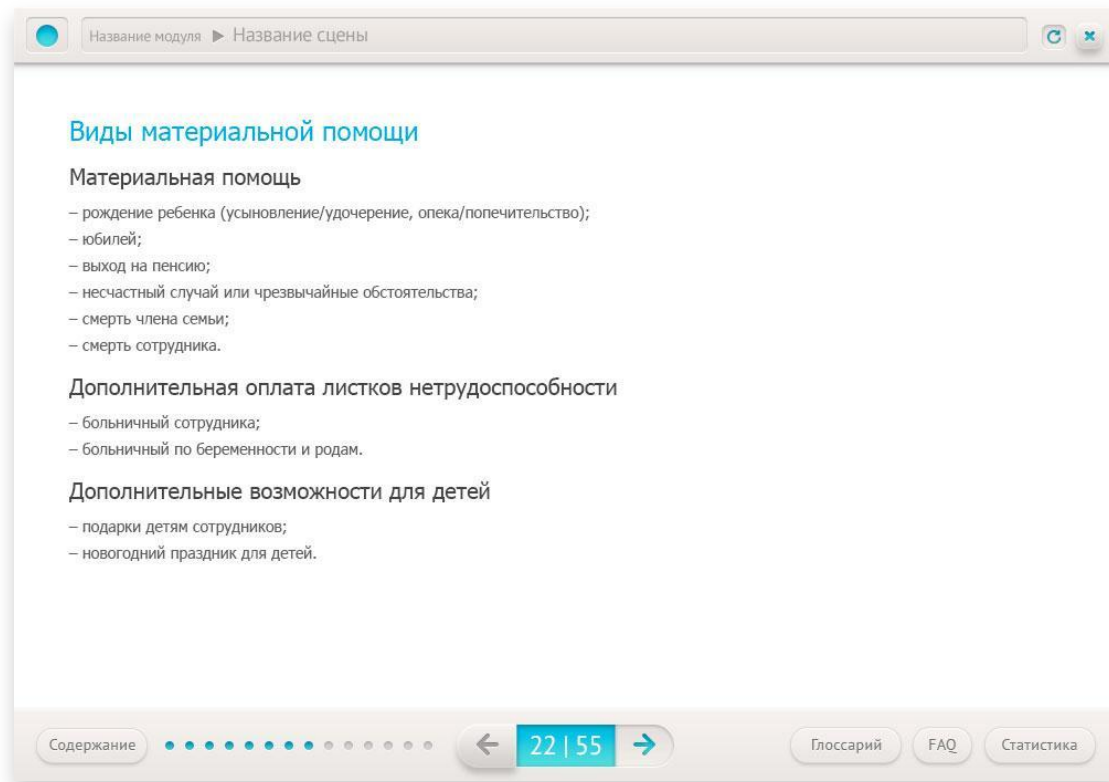 Название модуля ▶ Название сцены
Виды материальной помощи
Материальная помощь
– рождение ребенка (усыновление/удочерение, опека/попечительство);
– юбилей;
– выход на пенсию;
– несчастный случай или чрезвычайные обстоятельства;
– смерть члена семьи;
– смерть сотрудника.
Дополнительная оплата листков нетрудоспособности
– больничный сотрудника;
– больничный по беременности и родам.
Дополнительные возможности для детей
– подарки детям сотрудников;
– новогодний праздник для детей.
Содержание 22 | 55 Глоссарий FAQ Статистика